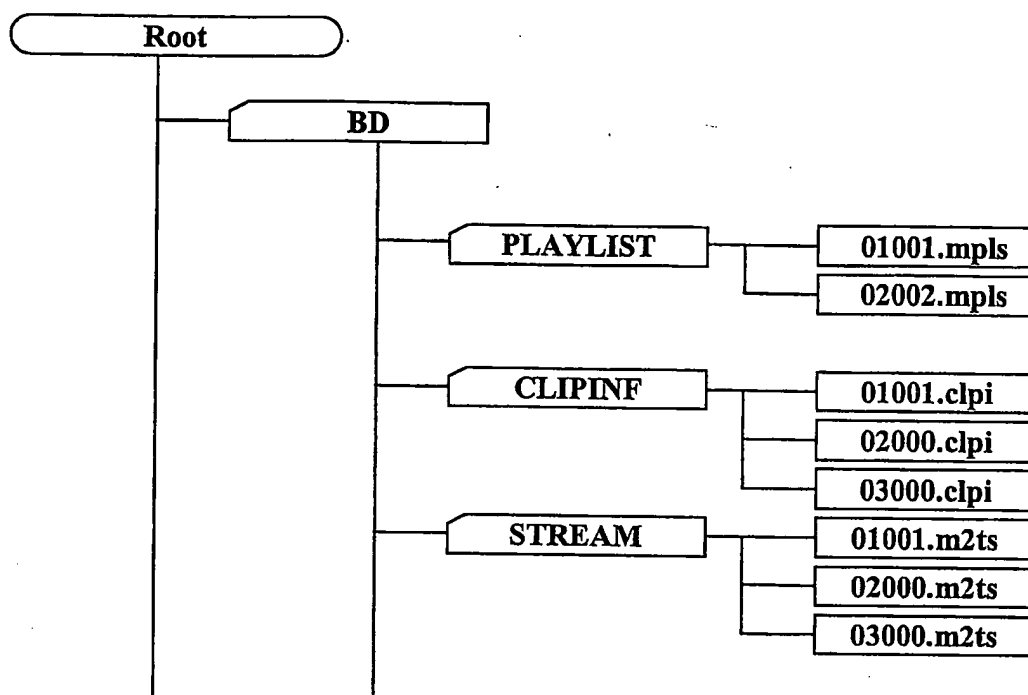 Root
BD
PLAYLIST
01001.mpls
02002.mpls
CLIPINF
01001.clpi
02000.clpi
03000.clpi
STREAM
01001.m2ts
02000.m2ts
03000.m2ts